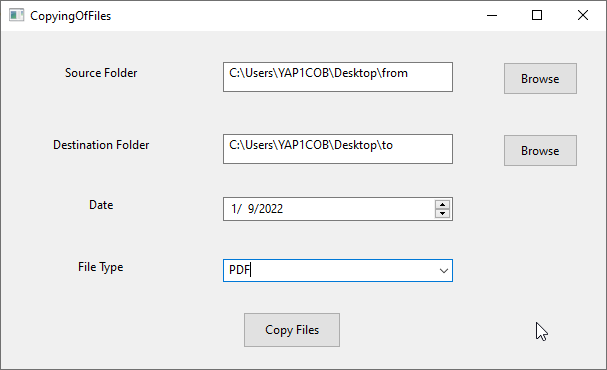 CopyingOfFiles
Source Folder C:\Users\YAP1COB\Desktop\from Browse
Destination Folder C:\Users\YAP1COB\Desktop\to Browse
Date 1/ 9/2022
File Type PDF
Copy Files